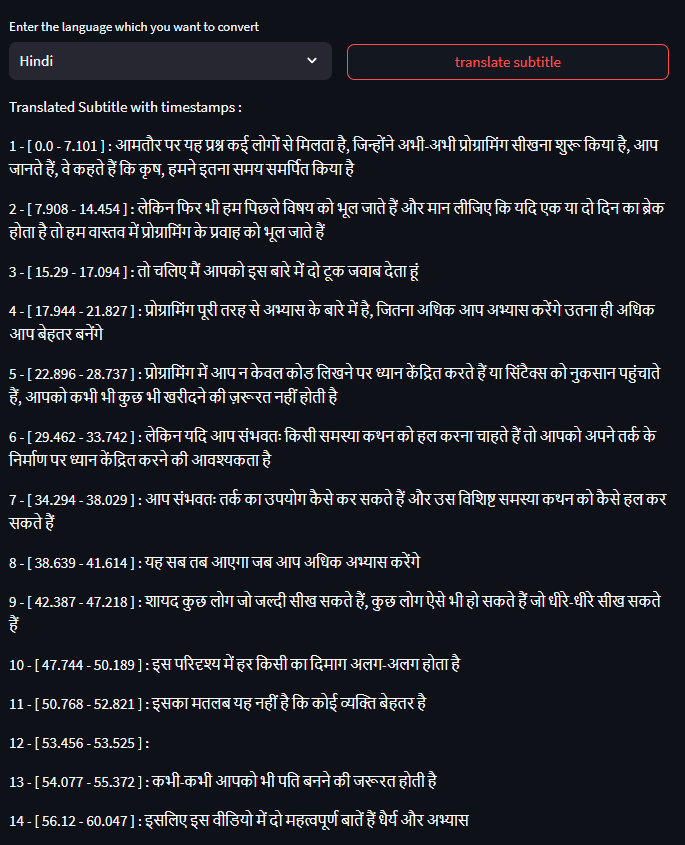 Enter the language which you want to convert
Hindi
translate subtitle
Translated Subtitle with timestamps :
1 - [ 0.0 - 7.101 ] : आमतौर पर यह प्रश्न कई लोगों से मिलता है, जिन्होंने अभी-अभी प्रोग्रामिंग सीखना शुरू किया है, आप
जानते हैं, वे कहते हैं कि कृष, हमने इतना समय समर्पित किया है
2 - [ 7.908 - 14.454 ] : लेकिन फिर भी हम पिछले विषय को भूल जाते हैं और मान लीजिए कि यदि एक या दो दिन का ब्रेक
होता है तो हम वास्तव में प्रोग्रामिंग के प्रवाह को भूल जाते हैं
3 - [ 15.29 - 17.094 ] : तो चलिए मैं आपको इस बारे में दो टूक जवाब देता हूं
4 - [ 17.944 - 21.827 ] : प्रोग्रामिंग पूरी तरह से अभ्यास के बारे में है, जितना अधिक आप अभ्यास करेंगे उतना ही अधिक
आप बेहतर बनेंगे
5 - [ 22.896 - 28.737 ] : प्रोग्रामिंग में आप न केवल कोड लिखने पर ध्यान केंद्रित करते हैं या सिंटैक्स को नुकसान पहुंचाते
हैं, आपको कभी भी कुछ भी खरीदने की ज़रूरत नहीं होती है
6 - [ 29.462 - 33.742 ] : लेकिन यदि आप संभवतः किसी समस्या कथन को हल करना चाहते हैं तो आपको अपने तर्क के
निर्माण पर ध्यान केंद्रित करने की आवश्यकता है
7 - [ 34.294 - 38.029 ] : आप संभवतः तर्क का उपयोग कैसे कर सकते हैं और उस विशिष्ट समस्या कथन को कैसे हल कर
सकते हैं
8 - [ 38.639 - 41.614 ] : यह सब तब आएगा जब आप अधिक अभ्यास करेंगे
9 - [ 42.387 - 47.218 ] : शायद कुछ लोग जो जल्दी सीख सकते हैं, कुछ लोग ऐसे भी हो सकते हैं जो धीरे-धीरे सीख सकते
हैं
10 - [ 47.744 - 50.189 ] : इस परिदृश्य में हर किसी का दिमाग अलग-अलग होता है
11 - [ 50.768 - 52.821 ] : इसका मतलब यह नहीं है कि कोई व्यक्ति बेहतर है
12 - [ 53.456 - 53.525 ] :
13 - [ 54.077 - 55.372 ] : कभी-कभी आपको भी पति बनने की जरूरत होती है
14 - [ 56.12 - 60.047 ] : इसलिए इस वीडियो में दो महत्वपूर्ण बातें हैं धैर्य और अभ्यास